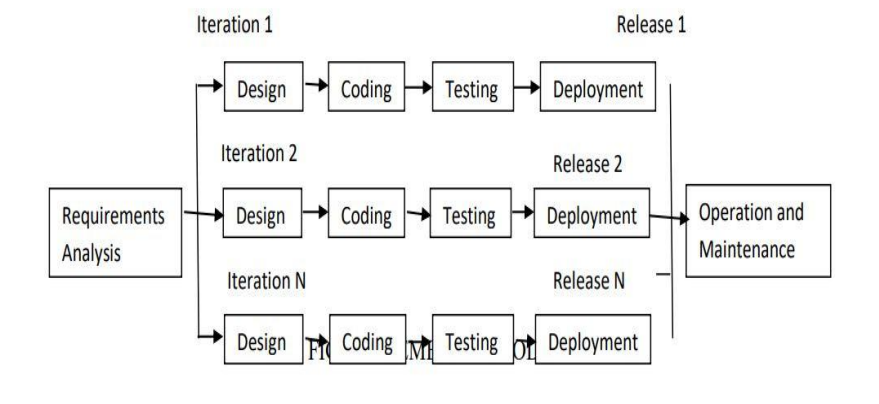 Iteration 1
Release 1
Design
Coding
Testing
Deployment
Iteration 2
Release 2
Requirements
Analysis
Design
Coding
Testing
Deployment
Operation and
Maintenance
Iteration N
Release N
Design
Coding
Testing
Deployment